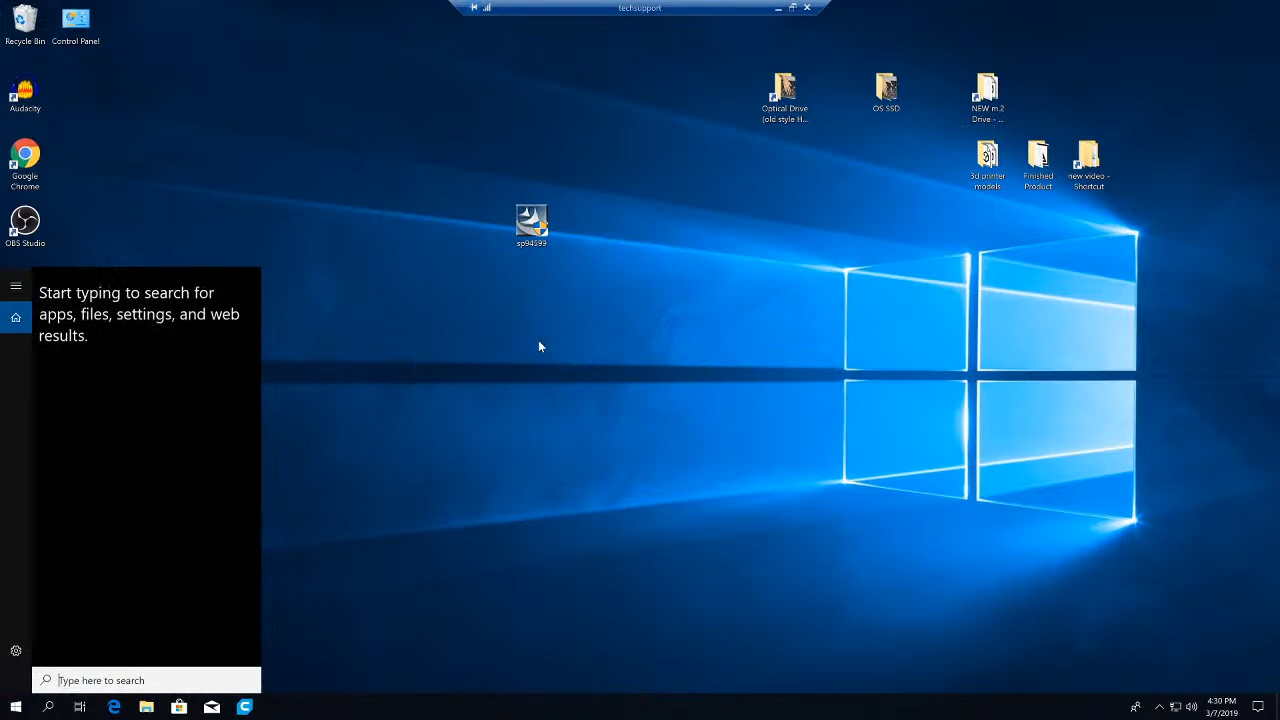 techsupport
Recycle Bin
Control Panel
Audacity
Google
Chrome
OBS Studio
Optical Drive
(old style H...
OS SSD
NEW m.2
Drive - ...
3d printer
models
Finished
Product
new video -
Shortcut
sp94599
Start typing to search for
apps, files, settings, and web
results.
Type here to search
4:30 PM
3/7/2019